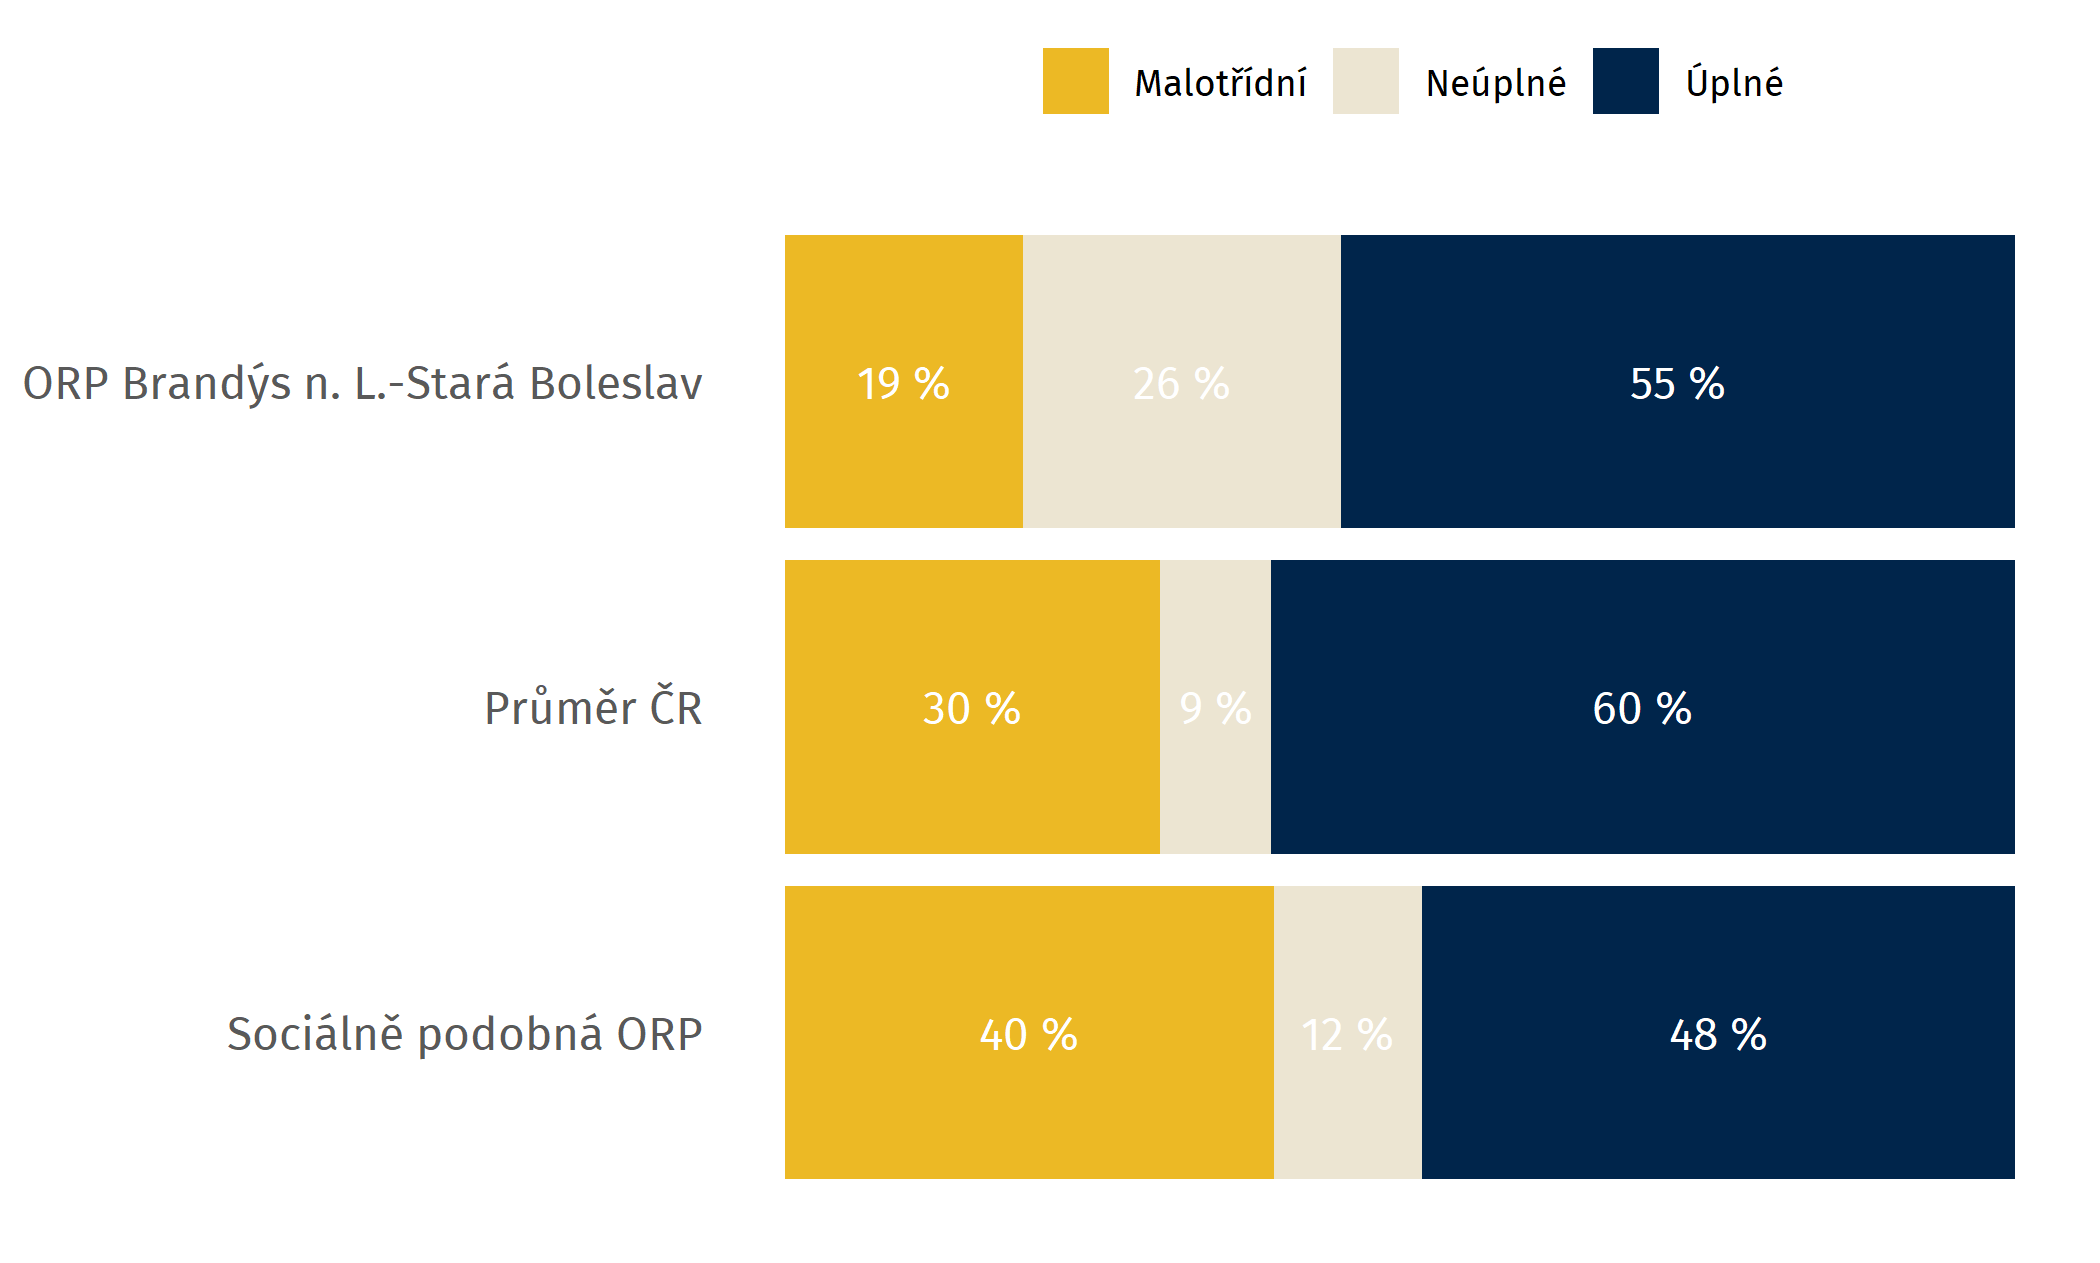 Malotřídní Neúplné Úplné
ORP Brandýs n. L.-Stará Boleslav 19 % 26 % 55 %
Průměr ČR 30 % 9 % 60 %
Sociálně podobná ORP 40 % 12 % 48 %